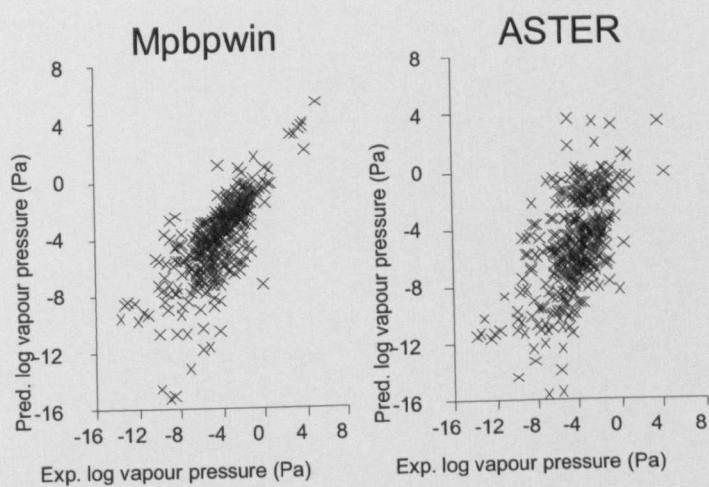 Mpbpwin
Pred. log vapour pressure (Pa)
8
4
0
-4
-8
-12
-16
-16 -12 -8 -4 0 4 8
Exp. log vapour pressure (Pa)
ASTER
Pred. log vapour pressure (Pa)
8
4
0
-4
-8
-12
-16
-16 -12 -8 -4 0 4 8
Exp. log vapour pressure (Pa)